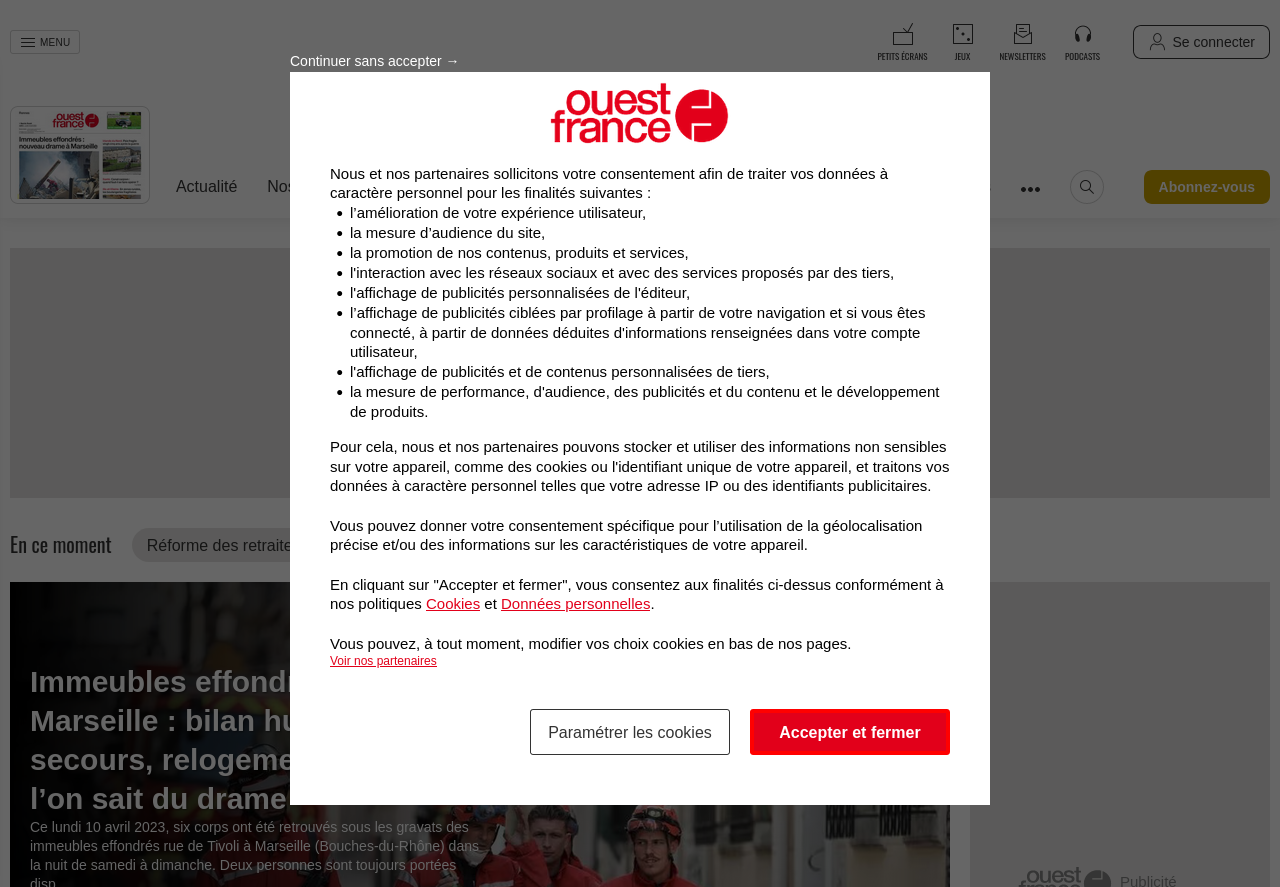 MENU
PETITS ÉCRANS
JEUX
NEWSLETTERS
PODCASTS
Se connecter
Continuer sans accepter →
ouest
france
ouest
france
Immeubles effondrés :
nouveau drame à Marseille
Actualité
Nos
Abonnez-vous
Nous et nos partenaires sollicitons votre consentement afin de traiter vos données à
caractère personnel pour les finalités suivantes :
• l’amélioration de votre expérience utilisateur,
• la mesure d’audience du site,
• la promotion de nos contenus, produits et services,
• l'interaction avec les réseaux sociaux et avec des services proposés par des tiers,
• l'affichage de publicités personnalisées de l'éditeur,
• l’affichage de publicités ciblées par profilage à partir de votre navigation et si vous êtes
connecté, à partir de données déduites d'informations renseignées dans votre compte
utilisateur,
• l'affichage de publicités et de contenus personnalisées de tiers,
• la mesure de performance, d'audience, des publicités et du contenu et le développement
de produits.
Pour cela, nous et nos partenaires pouvons stocker et utiliser des informations non sensibles
sur votre appareil, comme des cookies ou l'identifiant unique de votre appareil, et traitons vos
données à caractère personnel telles que votre adresse IP ou des identifiants publicitaires.
Vous pouvez donner votre consentement spécifique pour l’utilisation de la géolocalisation
précise et/ou des informations sur les caractéristiques de votre appareil.
En cliquant sur "Accepter et fermer", vous consentez aux finalités ci-dessus conformément à
nos politiques Cookies et Données personnelles.
Vous pouvez, à tout moment, modifier vos choix cookies en bas de nos pages.
Voir nos partenaires
Paramétrer les cookies
Accepter et fermer
En ce moment
Réforme des retraite
Immeubles effondr
Marseille : bilan hu
secours, relogeme
l’on sait du drame
Ce lundi 10 avril 2023, six corps ont été retrouvés sous les gravats des
immeubles effondrés rue de Tivoli à Marseille (Bouches-du-Rhône) dans
la nuit de samedi à dimanche. Deux personnes sont toujours portées
disp
ouest
france
Publicité